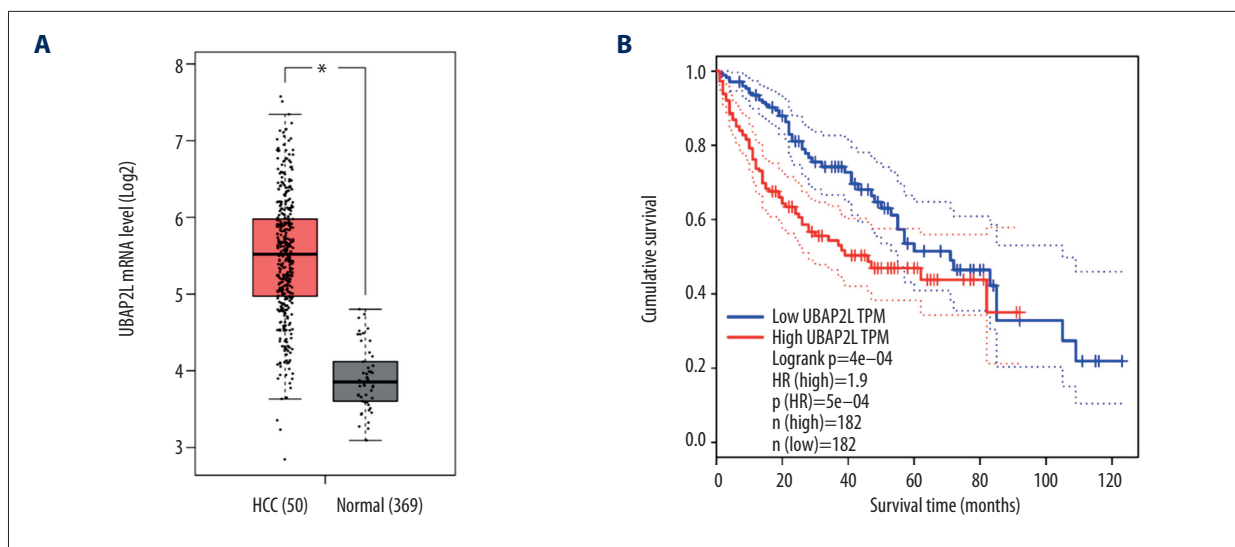 A
UBAP2L mRNA level (Log2)
8
7
6
5
4
3
*
HCC (50)
Normal (369)
B
Cumulative survival
1.0
0.8
0.6
0.4
0.2
0.0
Low UBAP2L TPM
High UBAP2L TPM
Logrank p=4e–04
HR (high)=1.9
p (HR)=5e–04
n (high)=182
n (low)=182
0 20 40 60 80 100 120
Survival time (months)